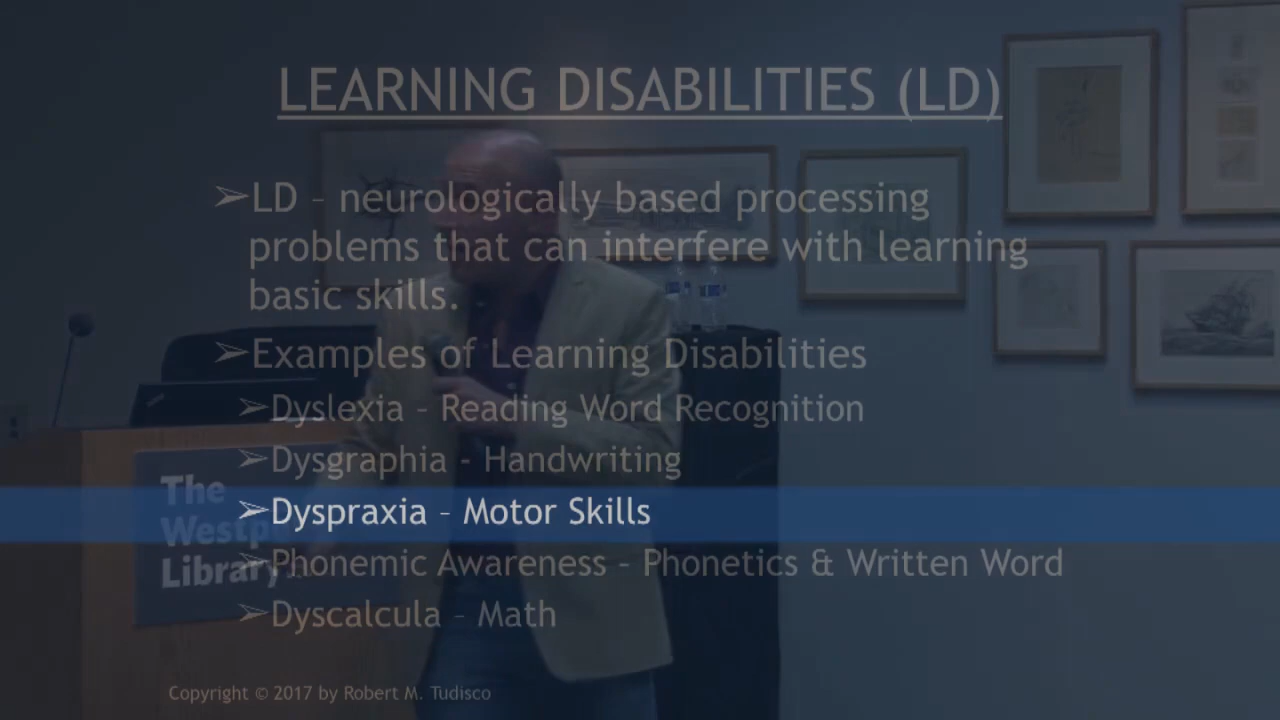 LEARNING DISABILITIES (LD)
➢LD – neurologically based processing
problems that can interfere with learning
basic skills.
➢Examples of Learning Disabilities
➢Dyslexia – Reading Word Recognition
➢Dysgraphia - Handwriting
➢Dyspraxia – Motor Skills
➢Phonemic Awareness – Phonetics & Written Word
➢Dyscalcula – Math
The
Westp
Library
Copyright © 2017 by Robert M. Tudisco